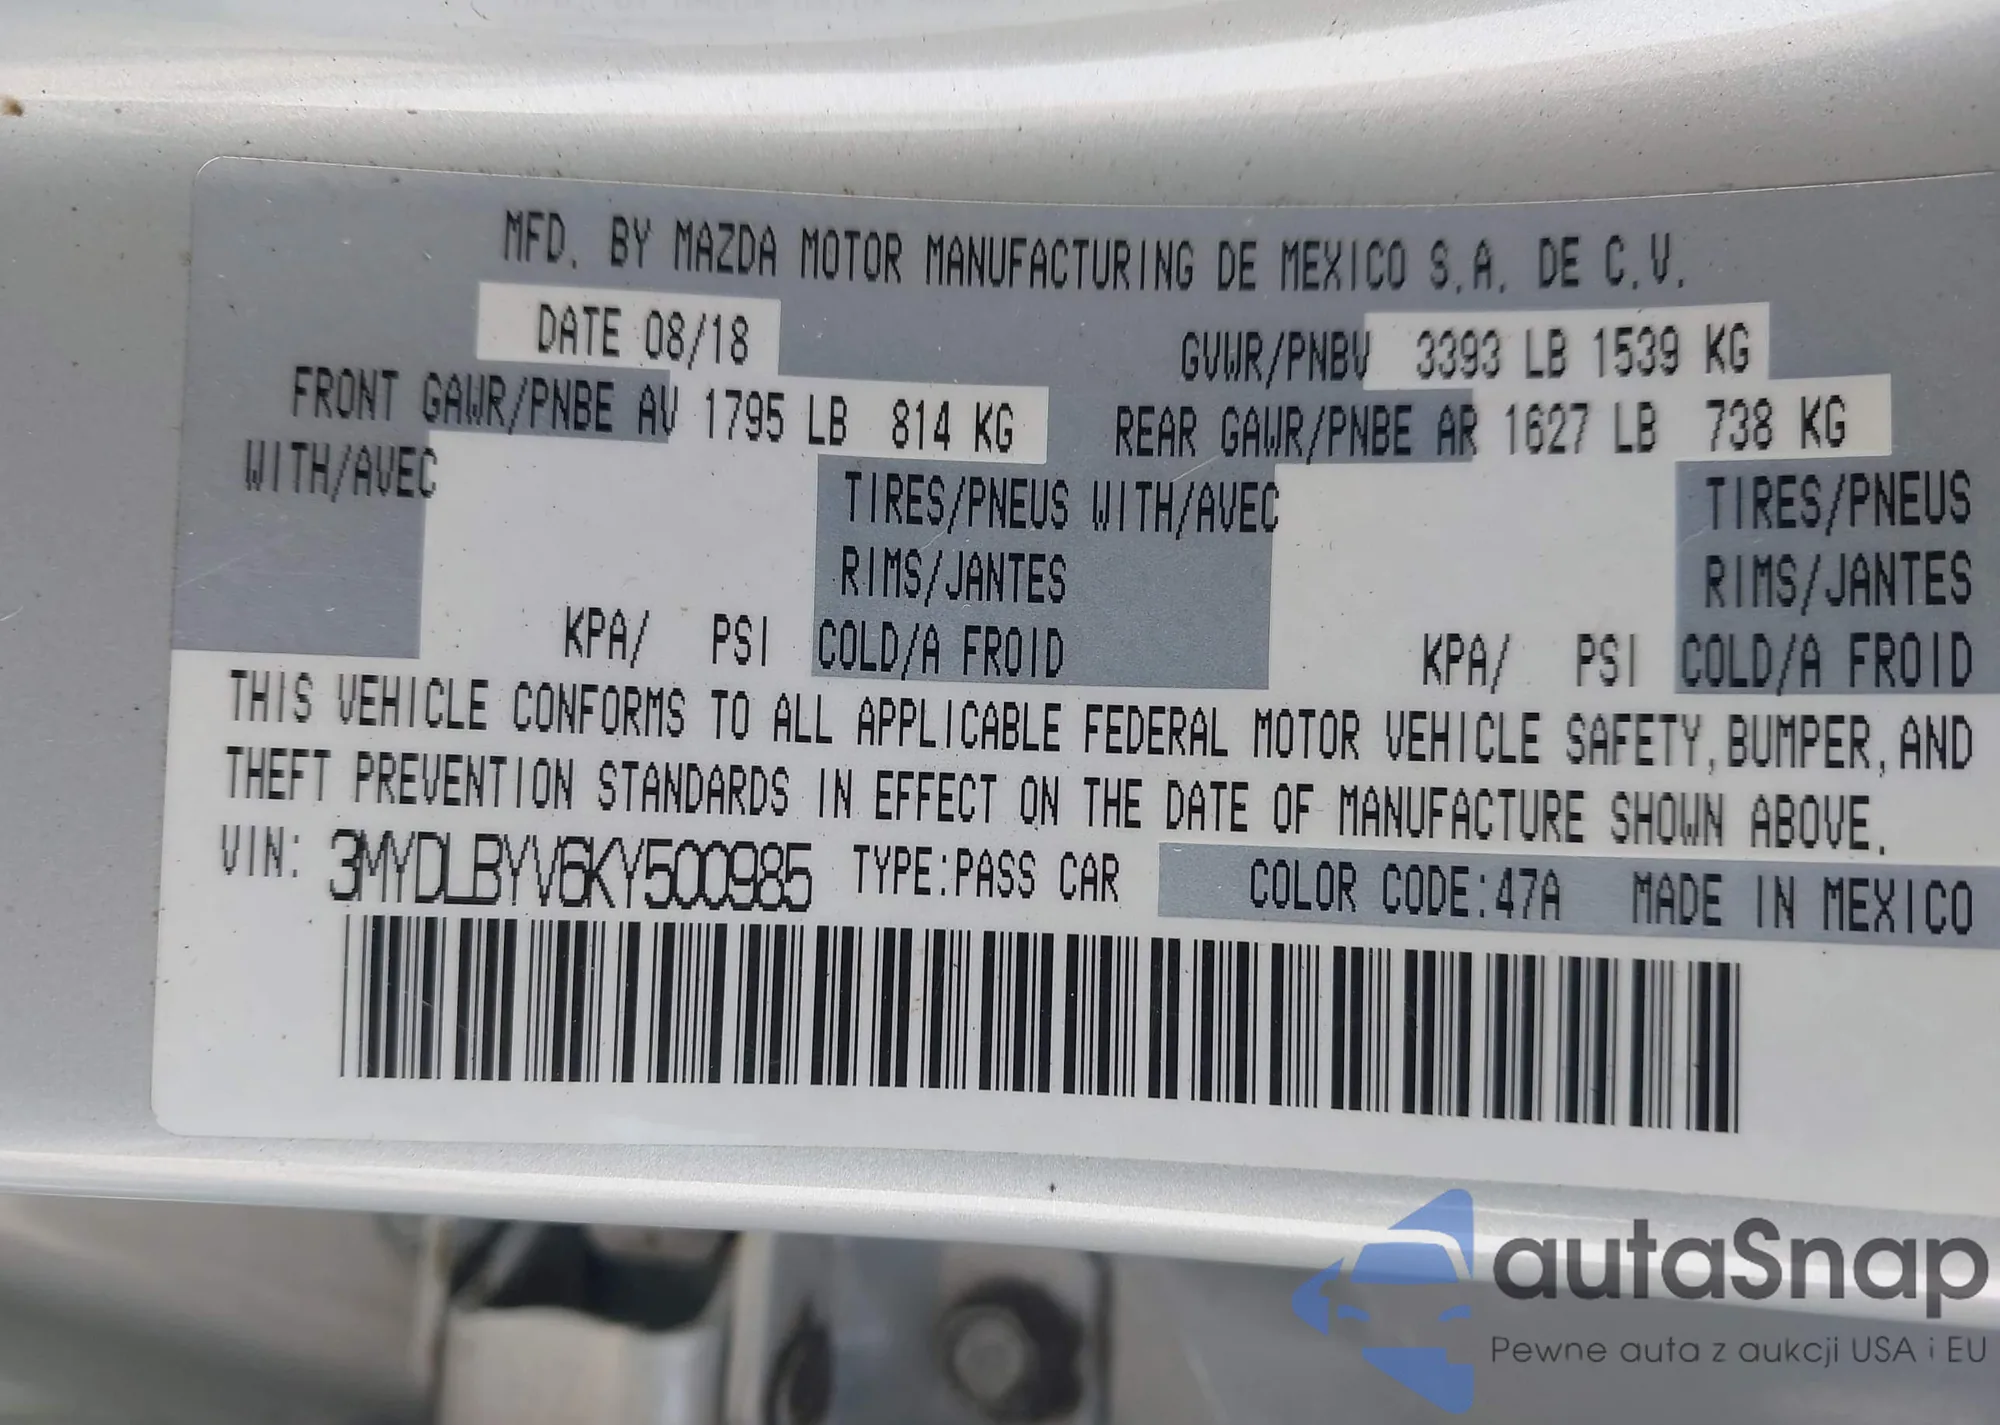 MFD. BY MAZDA MOTOR MANUFACTURING DE MEXICO S.A. DE C.V.
DATE 08/18 GVWR/PNBV 3393 LB 1539 KG
FRONT GAWR/PNBE AV 1795 LB 814 KG REAR GAWR/PNBE AR 1627 LB 738 KG
WITH/AVEC TIRES/PNEUS WITH/AVEC TIRES/PNEUS
RIMS/JANTES RIMS/JANTES
KPA/ PSI COLD/A FROID KPA/ PSI COLD/A FROID
THIS VEHICLE CONFORMS TO ALL APPLICABLE FEDERAL MOTOR VEHICLE SAFETY, BUMPER, AND
THEFT PREVENTION STANDARDS IN EFFECT ON THE DATE OF MANUFACTURE SHOWN ABOVE.
VIN: 3MYDLBYV6KY500985 TYPE:PASS CAR COLOR CODE:47A MADE IN MEXICO
autaSnap
Pewne auta z aukcji USA i EU